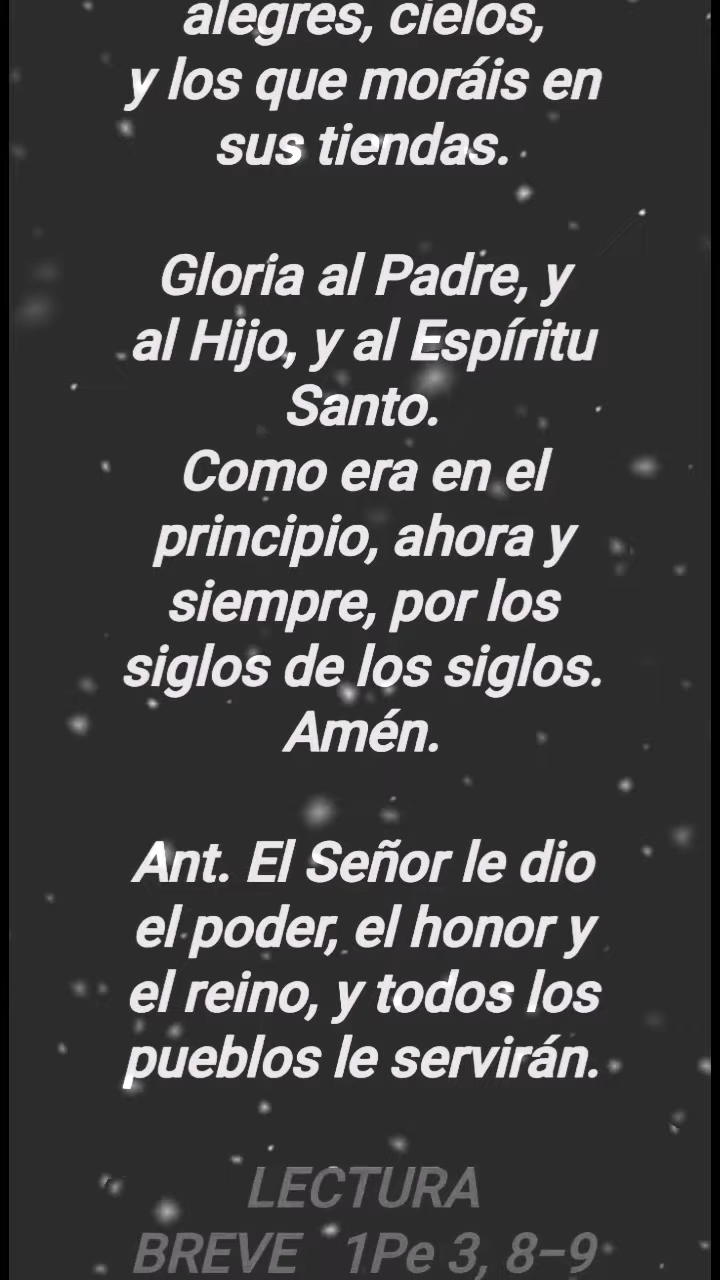 alegres, cielos,
y los que moráis en
sus tiendas.
Gloria al Padre, y
al Hijo, y al Espíritu
Santo.
Como era en el
principio, ahora y
siempre, por los
siglos de los siglos.
Amén.
Ant. El Señor le dio
el poder, el honor y
el reino, y todos los
pueblos le servirán.
LECTURA
BREVE 1Pe 3, 8-9